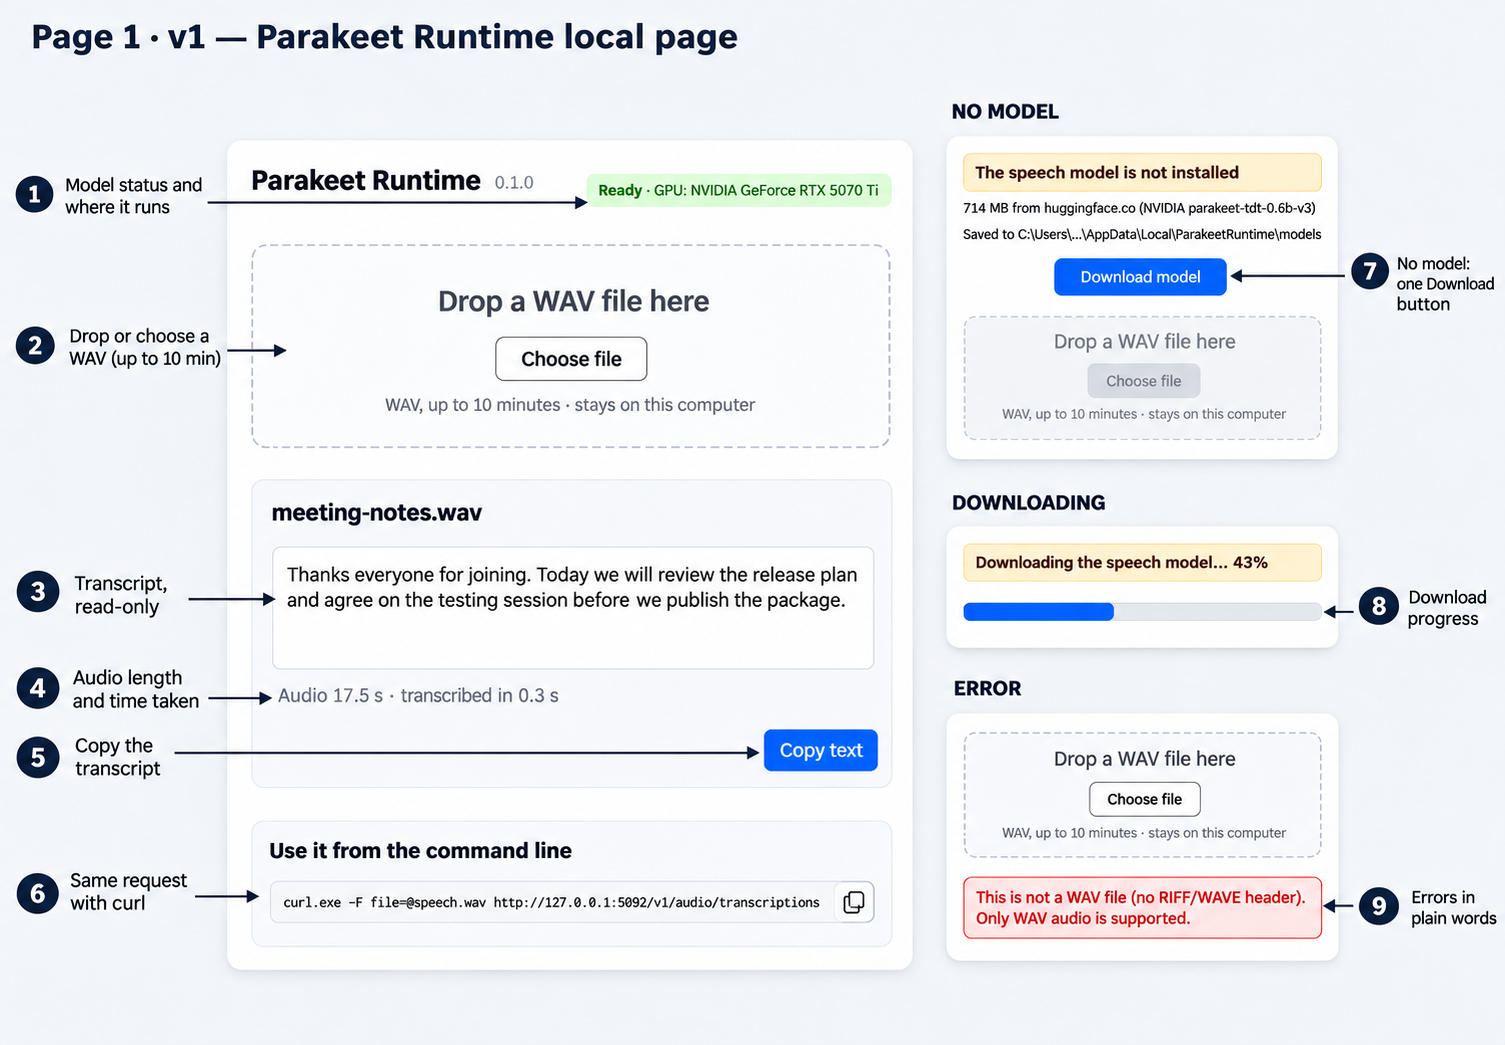 Page 1 · v1 — Parakeet Runtime local page
1
Model status and
where it runs
Parakeet Runtime 0.1.0
Ready · GPU: NVIDIA GeForce RTX 5070 Ti
2
Drop or choose a
WAV (up to 10 min)
Drop a WAV file here
Choose file
WAV, up to 10 minutes · stays on this computer
meeting-notes.wav
3
Transcript,
read-only
Thanks everyone for joining. Today we will review the release plan
and agree on the testing session before we publish the package.
4
Audio length
and time taken
Audio 17.5 s · transcribed in 0.3 s
5
Copy the
transcript
Copy text
Use it from the command line
6
Same request
with curl
curl.exe -F file=@speech.wav http://127.0.0.1:5092/v1/audio/transcriptions
NO MODEL
The speech model is not installed
714 MB from huggingface.co (NVIDIA parakeet-tdt-0.6b-v3)
Saved to C:\Users\...\AppData\Local\ParakeetRuntime\models
Download model
7
No model:
one Download
button
Drop a WAV file here
Choose file
WAV, up to 10 minutes · stays on this computer
DOWNLOADING
Downloading the speech model... 43%
8
Download
progress
ERROR
Drop a WAV file here
Choose file
WAV, up to 10 minutes · stays on this computer
This is not a WAV file (no RIFF/WAVE header).
Only WAV audio is supported.
9
Errors in
plain words